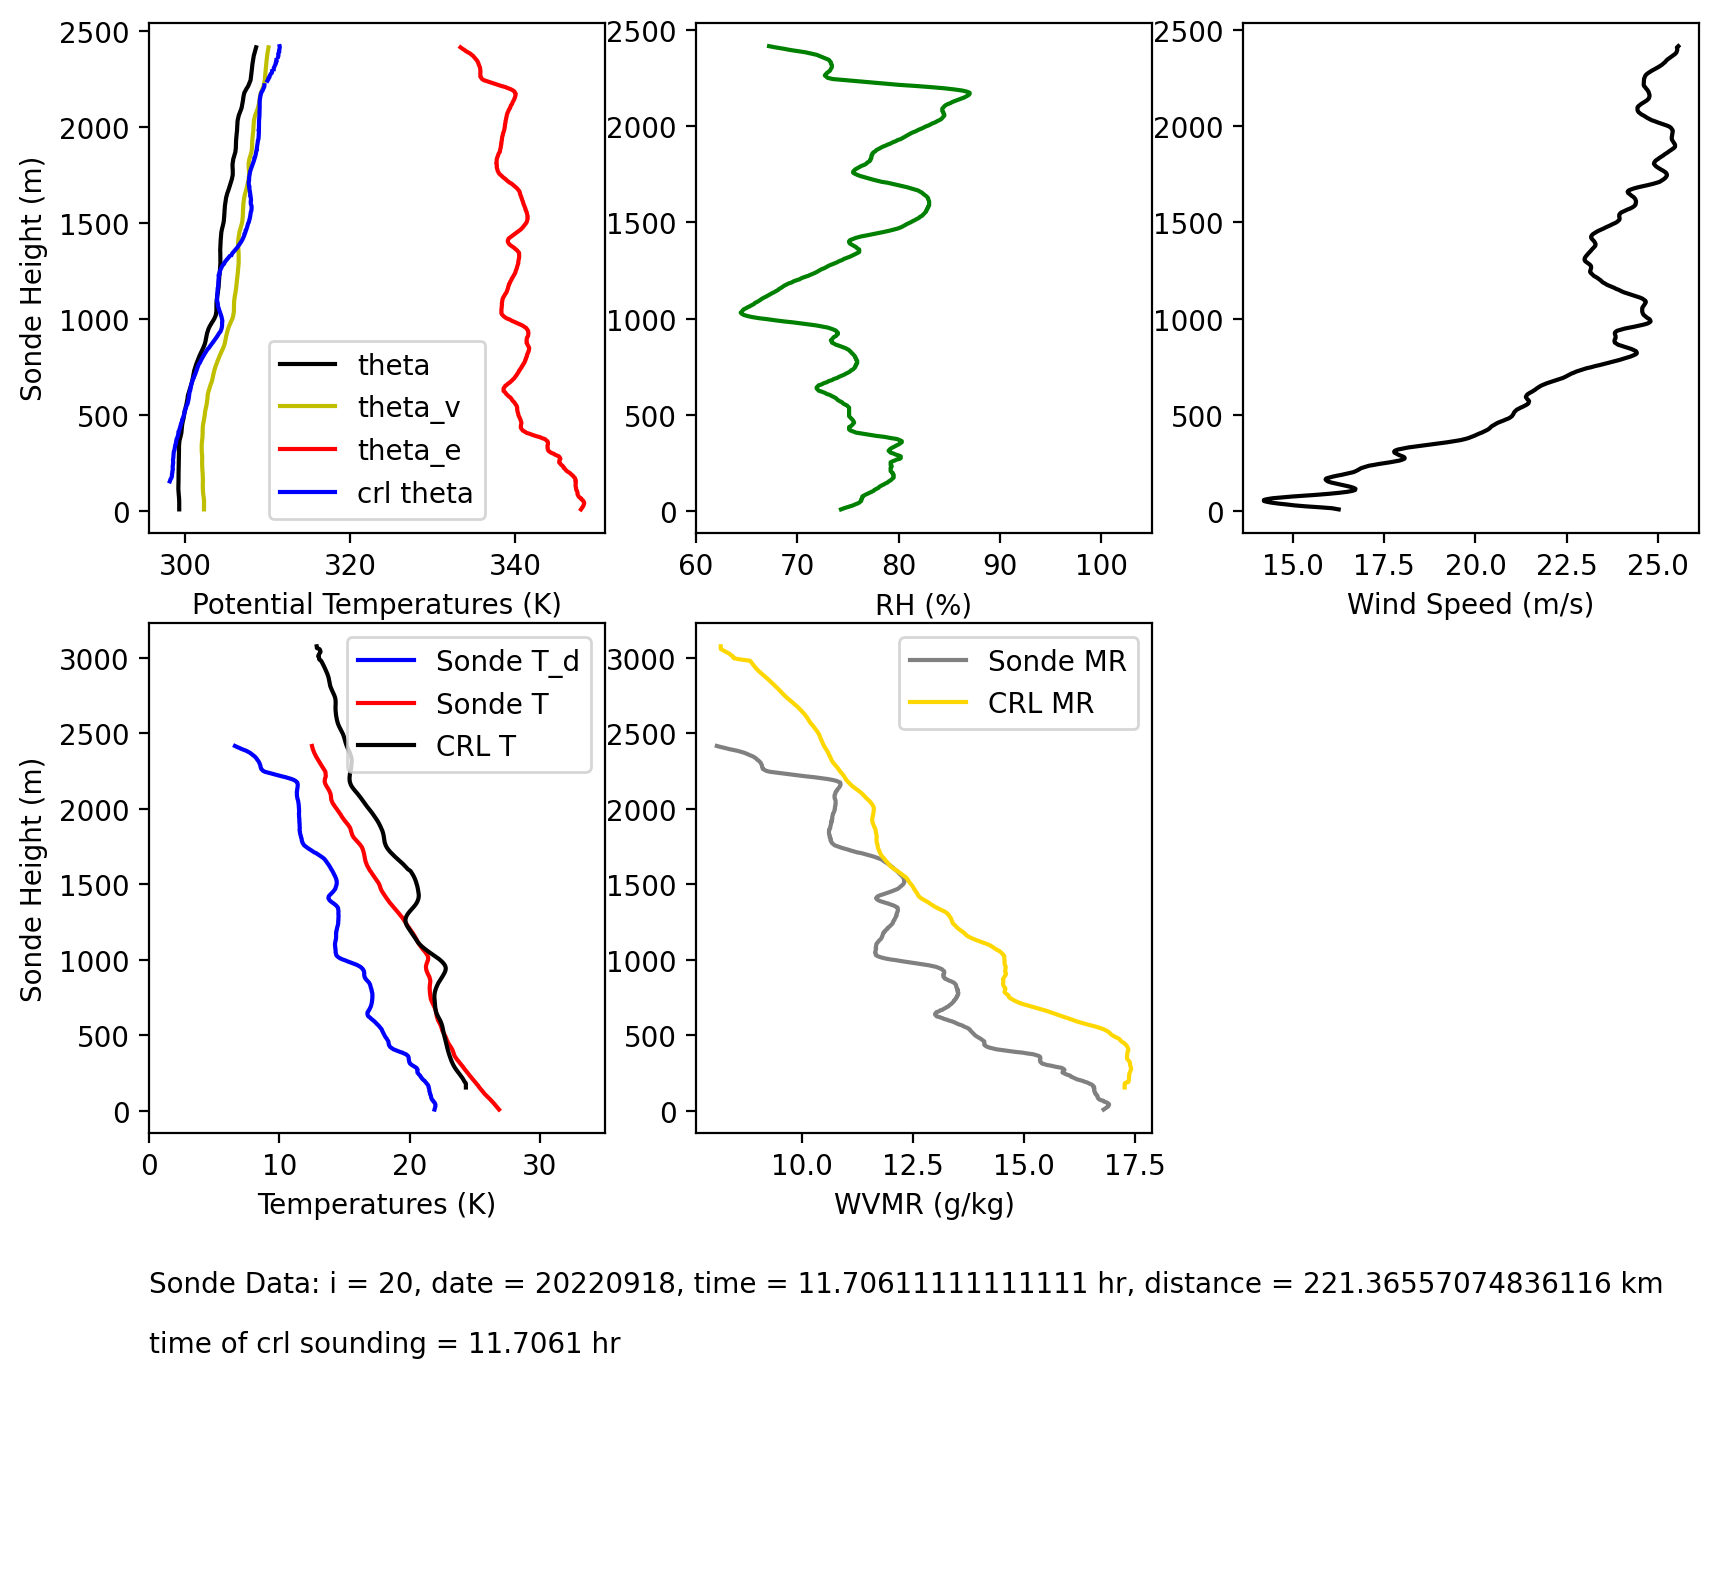 2500
2000
1500
1000
500
0
Sonde Height (m)
theta
theta_v
theta_e
crl theta
300
320
340
Potential Temperatures (K)
2500
2000
1500
1000
500
0
60
70
80
90
100
RH (%)
2500
2000
1500
1000
500
0
15.0
17.5
20.0
22.5
25.0
Wind Speed (m/s)
3000
2500
2000
1500
1000
500
0
Sonde Height (m)
Sonde T_d
Sonde T
CRL T
0
10
20
30
Temperatures (K)
3000
2500
2000
1500
1000
500
0
Sonde MR
CRL MR
10.0
12.5
15.0
17.5
WVMR (g/kg)
Sonde Data: i = 20, date = 20220918, time = 11.70611111111111 hr, distance = 221.36557074836116 km
time of crl sounding = 11.7061 hr